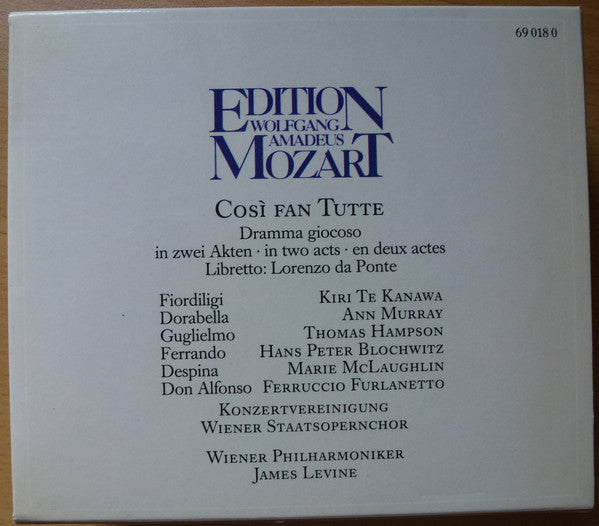 69 018 0
EDITION
WOLFGANG
AMADEUS
MOZART
COSÌ FAN TUTTE
Dramma giocoso
in zwei Akten · in two acts · en deux actes
Libretto: Lorenzo da Ponte
Fiordiligi KIRI TE KANAWA
Dorabella ANN MURRAY
Guglielmo THOMAS HAMPSON
Ferrando HANS PETER BLOCHWITZ
Despina MARIE MCLAUGHLIN
Don Alfonso FERRUCCIO FURLANETTO
KONZERTVEREINIGUNG
WIENER STAATSOPERNCHOR
WIENER PHILHARMONIKER
JAMES LEVINE